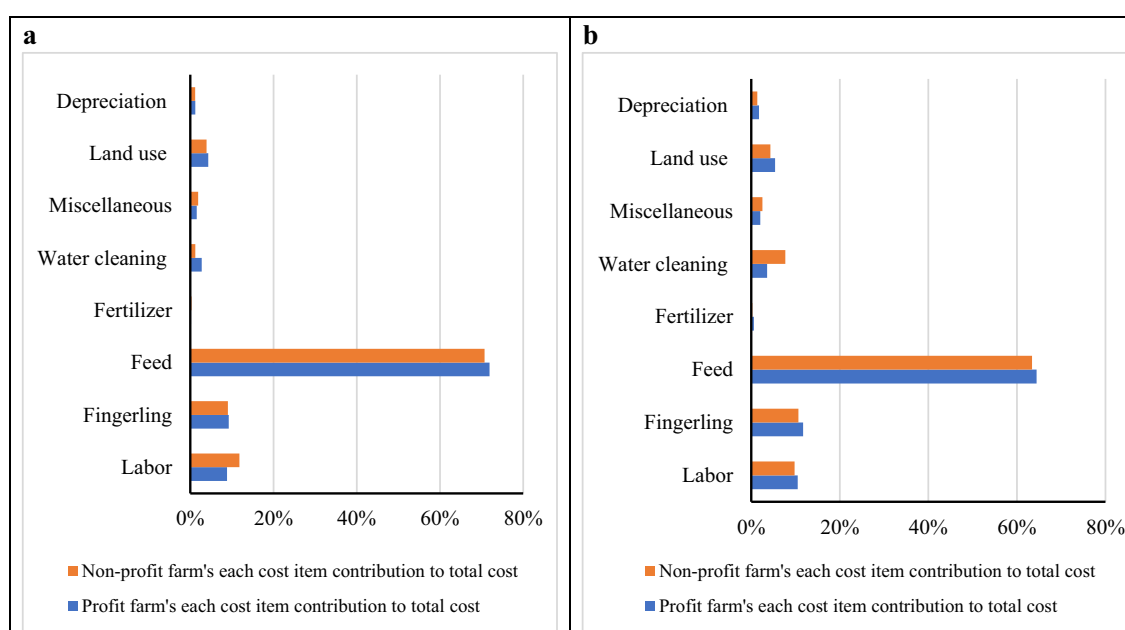 a
Depreciation
Land use
Miscellaneous
Water cleaning
Fertilizer
Feed
Fingerling
Labor
0% 20% 40% 60% 80%
Non-profit farm's each cost item contribution to total cost
Profit farm's each cost item contribution to total cost
b
Depreciation
Land use
Miscellaneous
Water cleaning
Fertilizer
Feed
Fingerling
Labor
0% 20% 40% 60% 80%
Non-profit farm's each cost item contribution to total cost
Profit farm's each cost item contribution to total cost